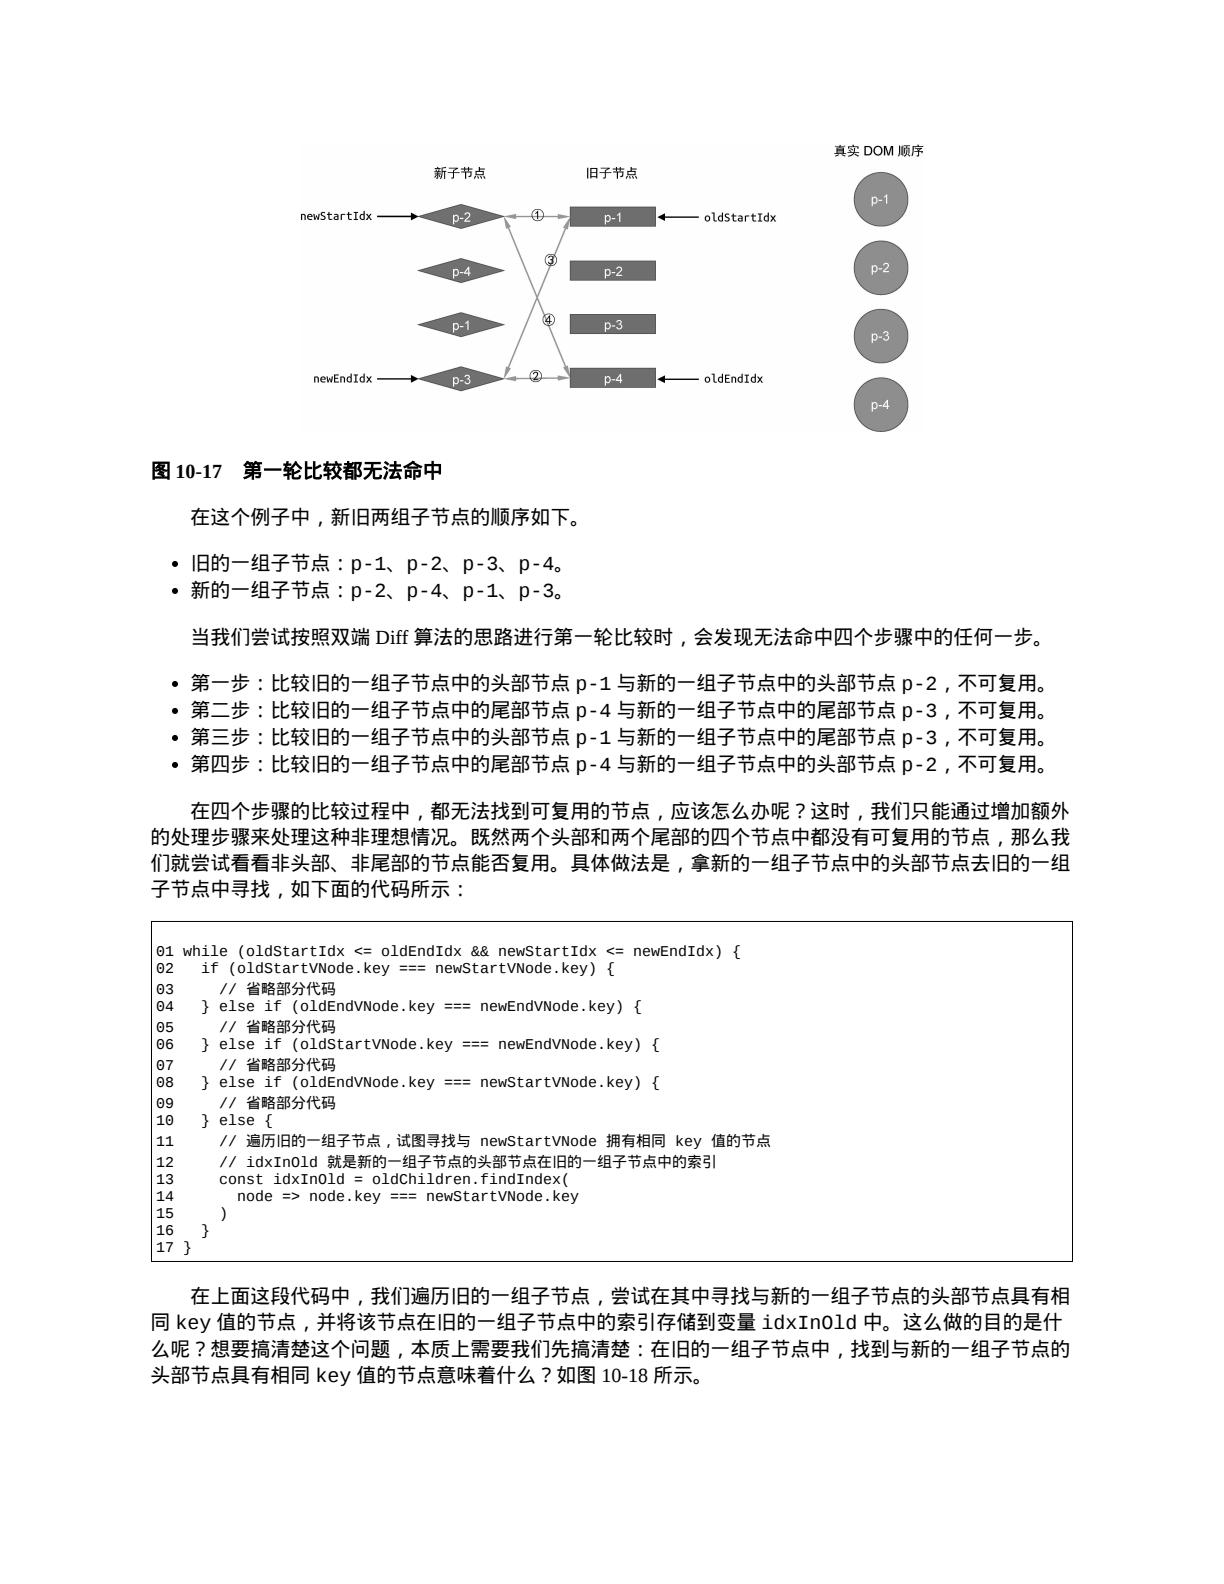 真实 DOM 顺序
新子节点 旧子节点
p-1
newStartIdx p-2 ① p-1 oldStartIdx
③
p-4 p-2 p-2
④
p-1 p-3 p-3
newEndIdx p-3 ② p-4 oldEndIdx
p-4
图 10-17 第一轮比较都无法命中
在这个例子中，新旧两组子节点的顺序如下。
• 旧的一组子节点：p-1、p-2、p-3、p-4。
• 新的一组子节点：p-2、p-4、p-1、p-3。
当我们尝试按照双端 Diff 算法的思路进行第一轮比较时，会发现无法命中四个步骤中的任何一步。
• 第一步：比较旧的一组子节点中的头部节点 p-1 与新的一组子节点中的头部节点 p-2，不可复用。
• 第二步：比较旧的一组子节点中的尾部节点 p-4 与新的一组子节点中的尾部节点 p-3，不可复用。
• 第三步：比较旧的一组子节点中的头部节点 p-1 与新的一组子节点中的尾部节点 p-3，不可复用。
• 第四步：比较旧的一组子节点中的尾部节点 p-4 与新的一组子节点中的头部节点 p-2，不可复用。
在四个步骤的比较过程中，都无法找到可复用的节点，应该怎么办呢？这时，我们只能通过增加额外
的处理步骤来处理这种非理想情况。既然两个头部和两个尾部的四个节点中都没有可复用的节点，那么我
们就尝试看看非头部、非尾部的节点能否复用。具体做法是，拿新的一组子节点中的头部节点去旧的一组
子节点中寻找，如下面的代码所示：
01 while (oldStartIdx <= oldEndIdx && newStartIdx <= newEndIdx) {
02   if (oldStartVNode.key === newStartVNode.key) {
03     // 省略部分代码
04   } else if (oldEndVNode.key === newEndVNode.key) {
05     // 省略部分代码
06   } else if (oldStartVNode.key === newEndVNode.key) {
07     // 省略部分代码
08   } else if (oldEndVNode.key === newStartVNode.key) {
09     // 省略部分代码
10   } else {
11     // 遍历旧的一组子节点，试图寻找与 newStartVNode 拥有相同 key 值的节点
12     // idxInOld 就是新的一组子节点的头部节点在旧的一组子节点中的索引
13     const idxInOld = oldChildren.findIndex(
14       node => node.key === newStartVNode.key
15     )
16   }
17 }
在上面这段代码中，我们遍历旧的一组子节点，尝试在其中寻找与新的一组子节点的头部节点具有相
同 key 值的节点，并将该节点在旧的一组子节点中的索引存储到变量 idxInOld 中。这么做的目的是什
么呢？想要搞清楚这个问题，本质上需要我们先搞清楚：在旧的一组子节点中，找到与新的一组子节点的
头部节点具有相同 key 值的节点意味着什么？如图 10-18 所示。